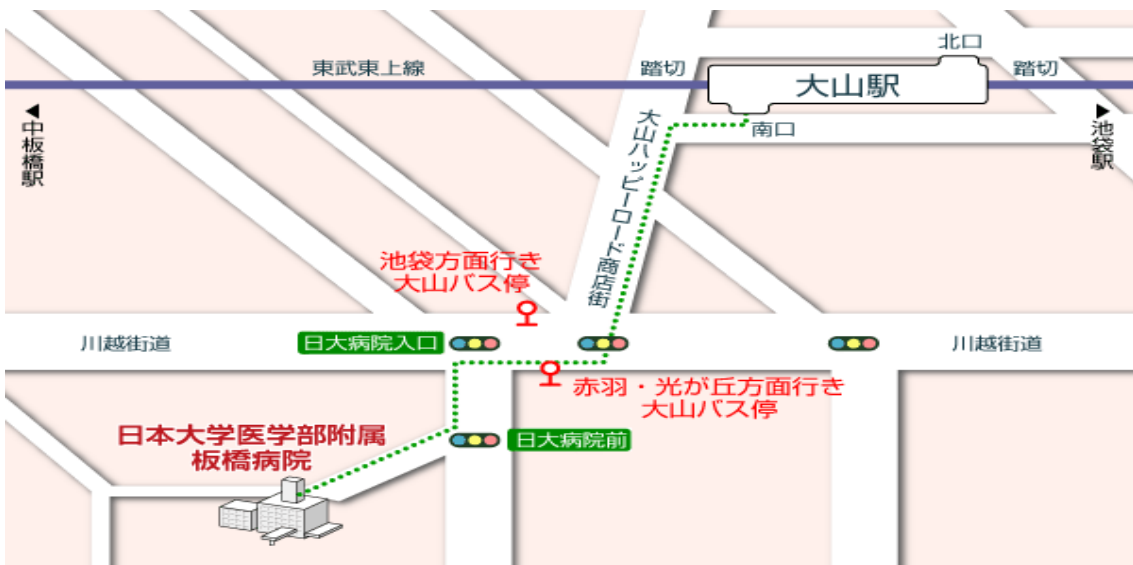 北口
東武東上線
踏切
大山駅
踏切
◀中板橋駅
南口
▶池袋駅
大山ハッピーロード商店街
池袋方面行き
大山バス停
川越街道
日大病院入口
川越街道
赤羽・光が丘方面行き
大山バス停
日本大学医学部附属
板橋病院
日大病院前